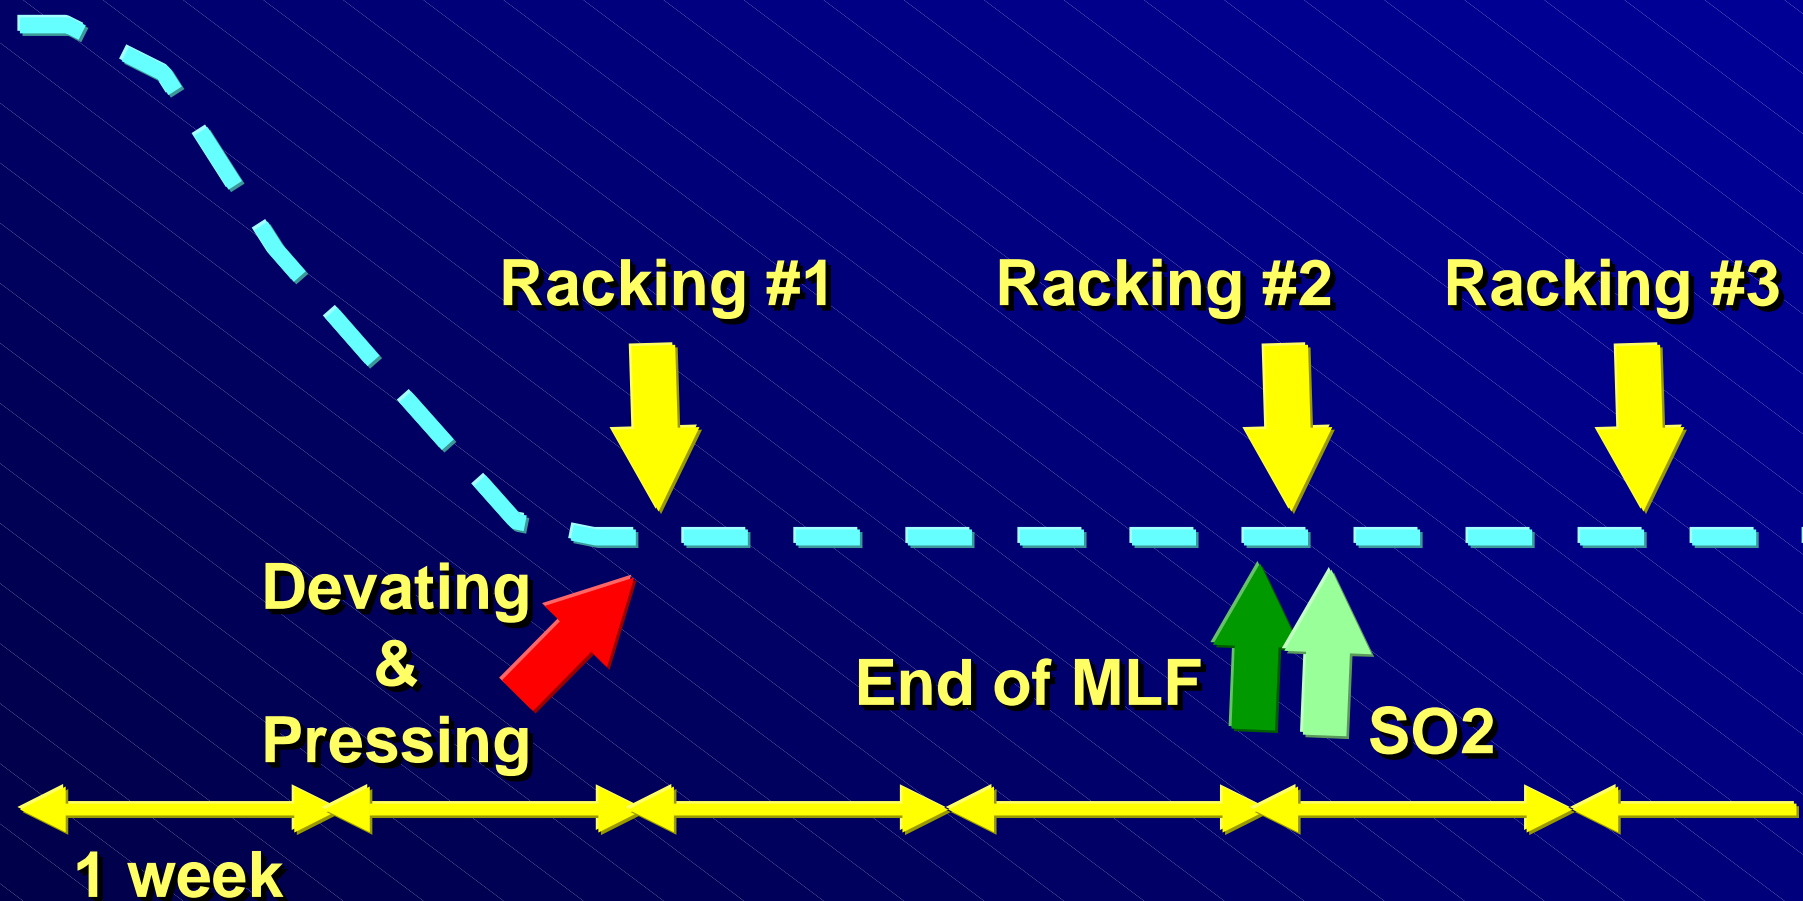 Racking #1
Racking #2
Racking #3
Devating
&
Pressing
End of MLF
SO2
1 week